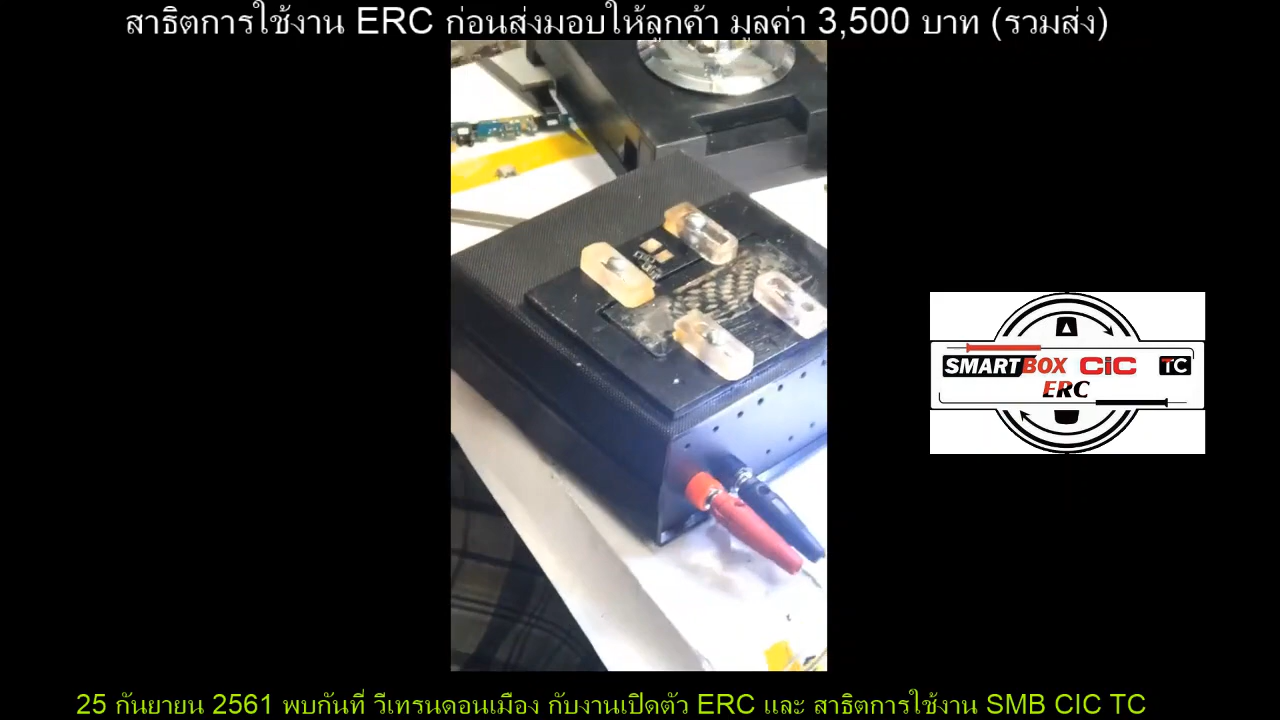 สาธิตการใช้งาน ERC ก่อนส่งมอบให้ลูกค้า มูลค่า 3,500 บาท (รวมส่ง)
SMARTBOX CiC TC
ERC
25 กันยายน 2561 พบกันที่ วีเทรนดอนเมือง กับงานเปิดตัว ERC และ สาธิตการใช้งาน SMB CIC TC